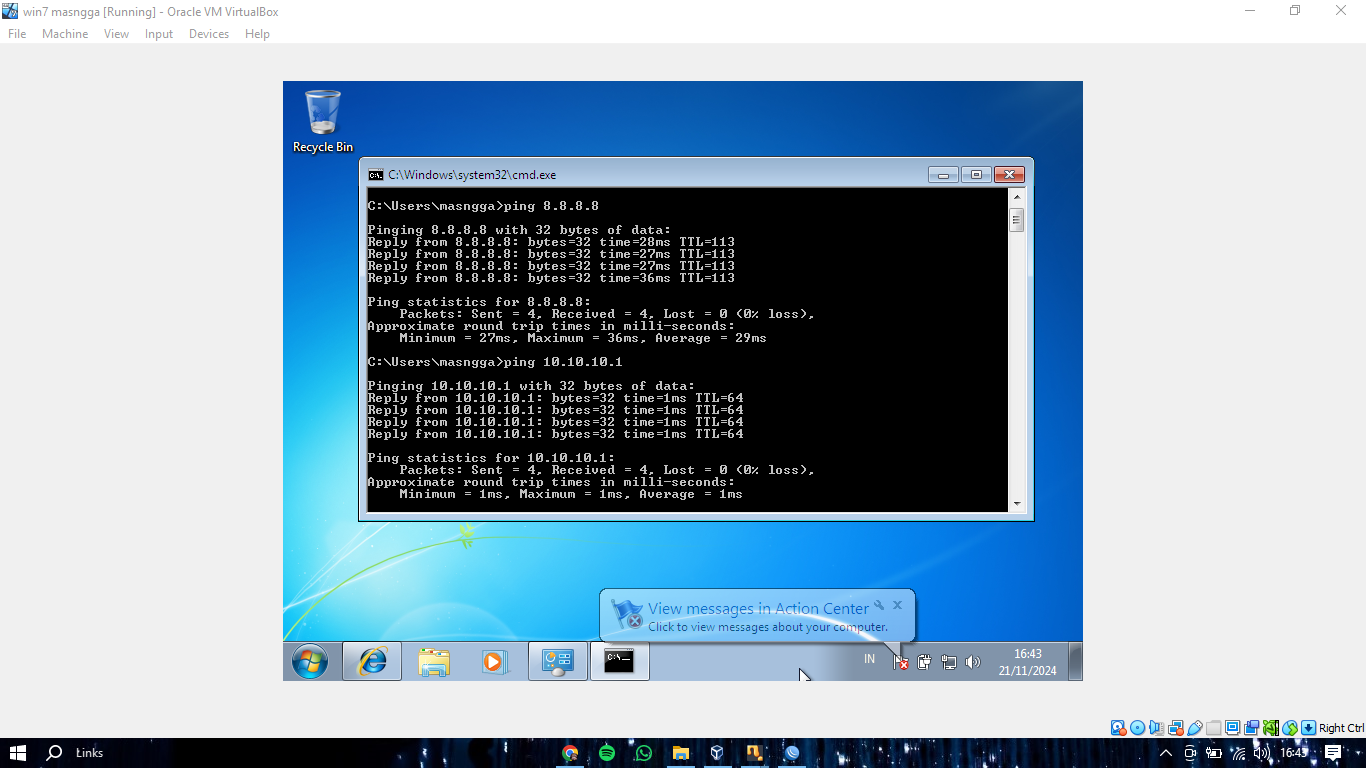 win7 masngga [Running] - Oracle VM VirtualBox
File Machine View Input Devices Help
Recycle Bin
C:\Windows\system32\cmd.exe
C:\Users\masngga>ping 8.8.8.8
Pinging 8.8.8.8 with 32 bytes of data:
Reply from 8.8.8.8: bytes=32 time=28ms TTL=113
Reply from 8.8.8.8: bytes=32 time=27ms TTL=113
Reply from 8.8.8.8: bytes=32 time=27ms TTL=113
Reply from 8.8.8.8: bytes=32 time=36ms TTL=113
Ping statistics for 8.8.8.8:
Packets: Sent = 4, Received = 4, Lost = 0 (0% loss),
Approximate round trip times in milli-seconds:
Minimum = 27ms, Maximum = 36ms, Average = 29ms
C:\Users\masngga>ping 10.10.10.1
Pinging 10.10.10.1 with 32 bytes of data:
Reply from 10.10.10.1: bytes=32 time=1ms TTL=64
Reply from 10.10.10.1: bytes=32 time=1ms TTL=64
Reply from 10.10.10.1: bytes=32 time=1ms TTL=64
Reply from 10.10.10.1: bytes=32 time=1ms TTL=64
Ping statistics for 10.10.10.1:
Packets: Sent = 4, Received = 4, Lost = 0 (0% loss),
Approximate round trip times in milli-seconds:
Minimum = 1ms, Maximum = 1ms, Average = 1ms
View messages in Action Center
Click to view messages about your computer.
C:\.
IN
16:43
21/11/2024
Right Ctrl
Links
16:43